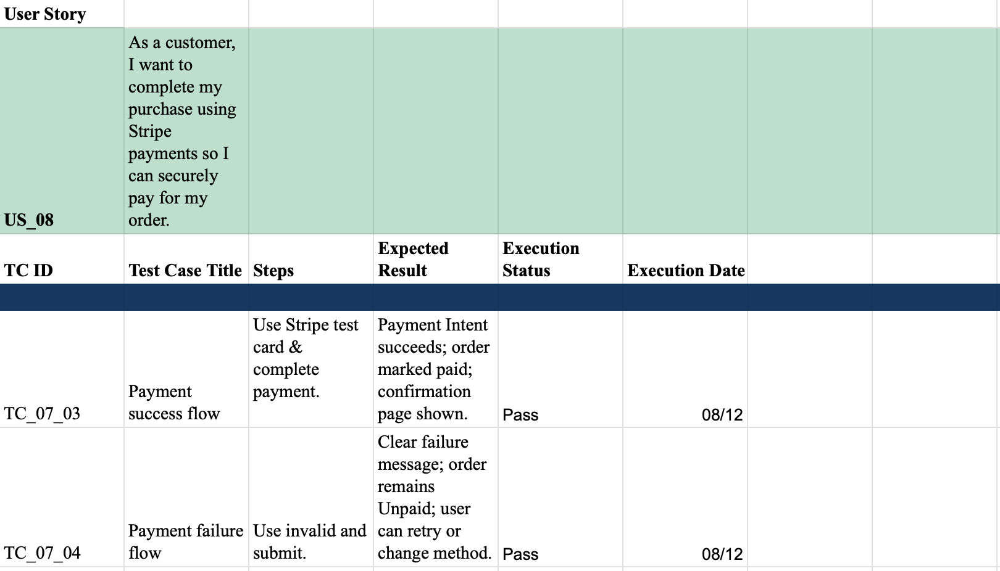 User Story
As a customer,
I want to
complete my
purchase using
Stripe
payments so I
can securely
pay for my
US_08 order.
Expected Execution
TC ID Test Case Title Steps Result Status Execution Date
Use Stripe test Payment Intent
card & succeeds; order
complete marked paid;
Payment payment. confirmation
TC_07_03 success flow page shown. Pass 08/12
Clear failure
message; order
remains
Unpaid; user
Payment failure Use invalid and can retry or
TC_07_04 flow submit. change method. Pass 08/12